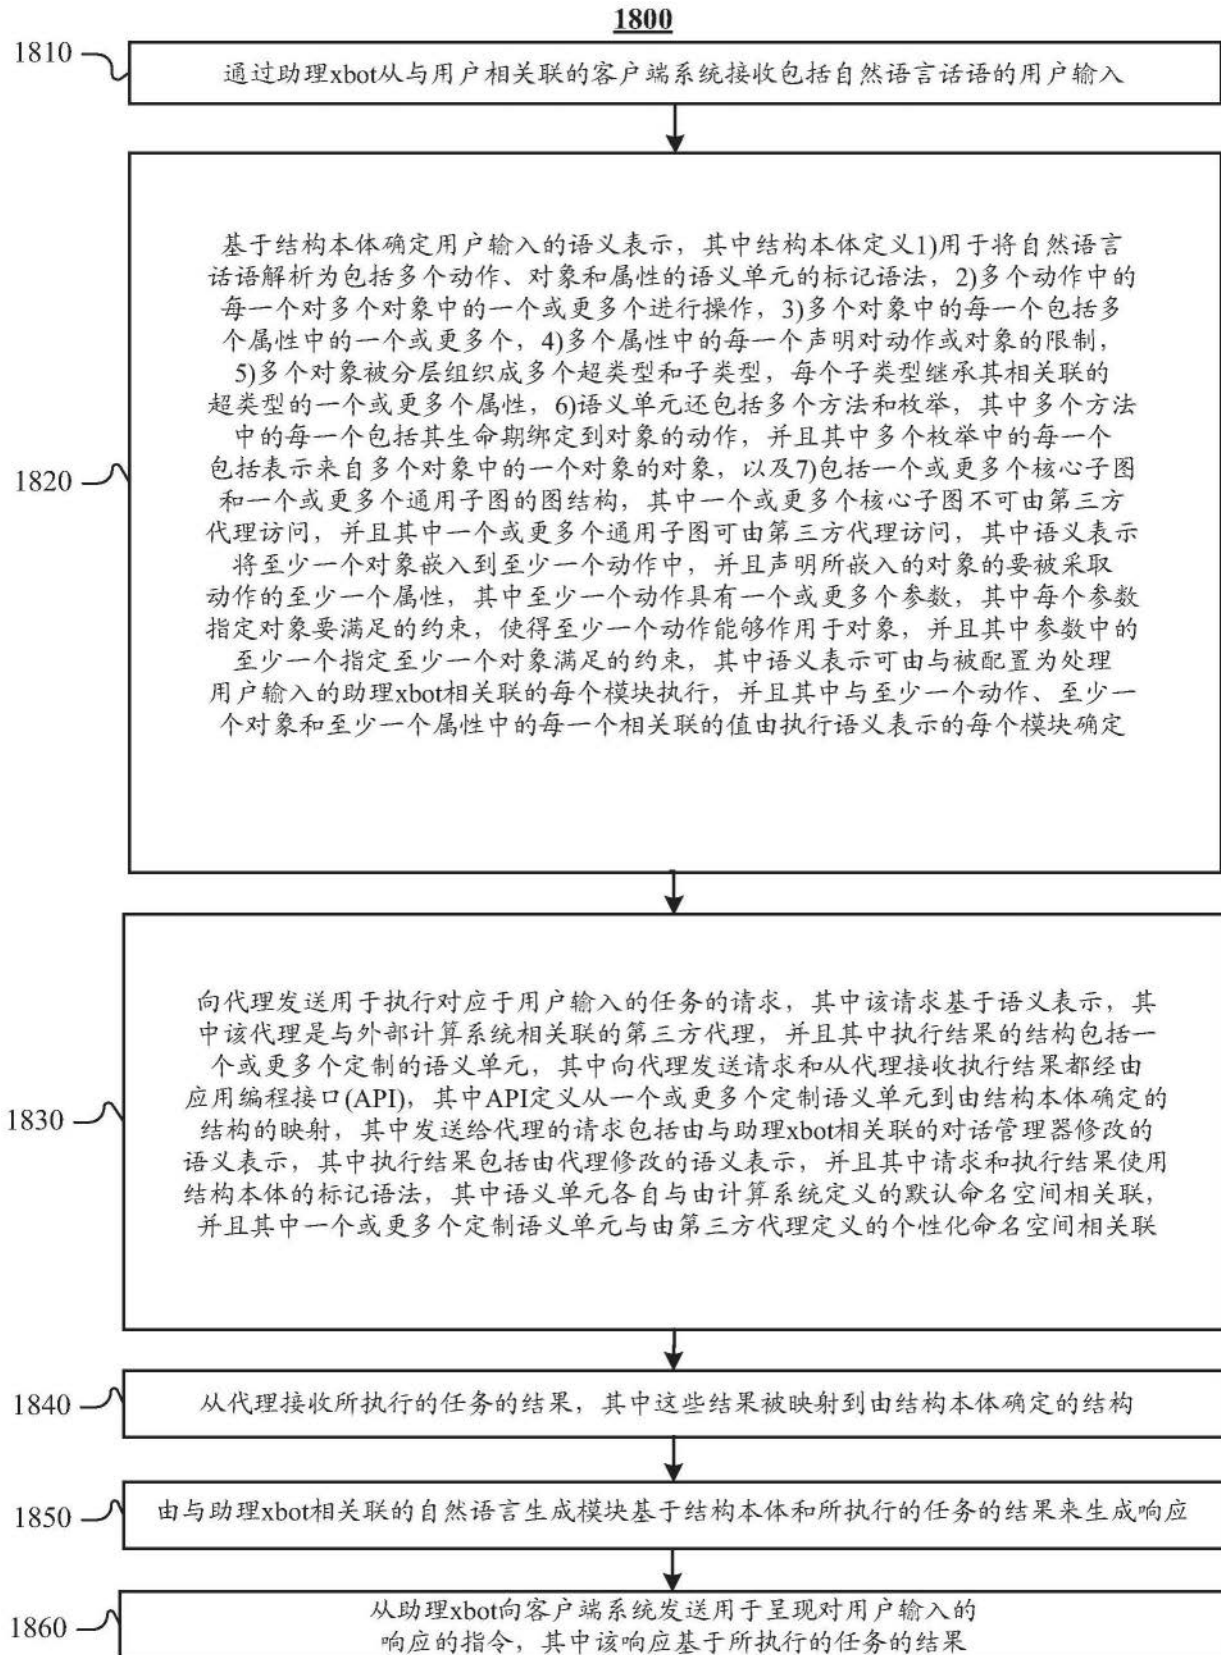 1800
1810
通过助理xbot从与用户相关联的客户端系统接收包括自然语言话语的用户输入
基于结构本体确定用户输入的语义表示，其中结构本体定义1)用于将自然语言
话语解析为包括多个动作、对象和属性的语义单元的标记语法，2)多个动作中的
每一个对多个对象中的一个或更多个进行操作，3)多个对象中的每一个包括多
个属性中的一个或更多个，4)多个属性中的每一个声明对动作或对象的限制，
5)多个对象被分层组织成多个超类型和子类型，每个子类型继承其相关联的
超类型的一个或更多个属性，6)语义单元还包括多个方法和枚举，其中多个方法
中的每一个包括其生命期绑定到对象的动作，并且其中多个枚举中的每一个
1820
包括表示来自多个对象中的一个对象的对象，以及7)包括一个或更多个核心子图
和一个或更多个通用子图的图结构，其中一个或更多个核心子图不可由第三方
代理访问，并且其中一个或更多个通用子图可由第三方代理访问，其中语义表示
将至少一个对象嵌入到至少一个动作中，并且声明所嵌入的对象的要被采取
动作的至少一个属性，其中至少一个动作具有一个或更多个参数，其中每个参数
指定对象要满足的约束，使得至少一个动作能够作用于对象，并且其中参数中的
至少一个指定至少一个对象满足的约束，其中语义表示可由与被配置为处理
用户输入的助理xbot相关联的每个模块执行，并且其中与至少一个动作、至少一
个对象和至少一个属性中的每一个相关联的值由执行语义表示的每个模块确定
向代理发送用于执行对应于用户输入的任务的请求，其中该请求基于语义表示，其
中该代理是与外部计算系统相关联的第三方代理，并且其中执行结果的结构包括一
个或更多个定制的语义单元，其中向代理发送请求和从代理接收执行结果都经由
应用编程接口(API)，其中API定义从一个或更多个定制语义单元到由结构本体确定的
1830
结构的映射，其中发送给代理的请求包括由与助理xbot相关联的对话管理器修改的
语义表示，其中执行结果包括由代理修改的语义表示，并且其中请求和执行结果使用
结构本体的标记语法，其中语义单元各自与由计算系统定义的默认命名空间相关联，
并且其中一个或更多个定制语义单元与由第三方代理定义的个性化命名空间相关联
1840
从代理接收所执行的任务的结果，其中这些结果被映射到由结构本体确定的结构
1850
由与助理xbot相关联的自然语言生成模块基于结构本体和所执行的任务的结果来生成响应
1860
从助理xbot向客户端系统发送用于呈现对用户输入的
响应的指令，其中该响应基于所执行的任务的结果